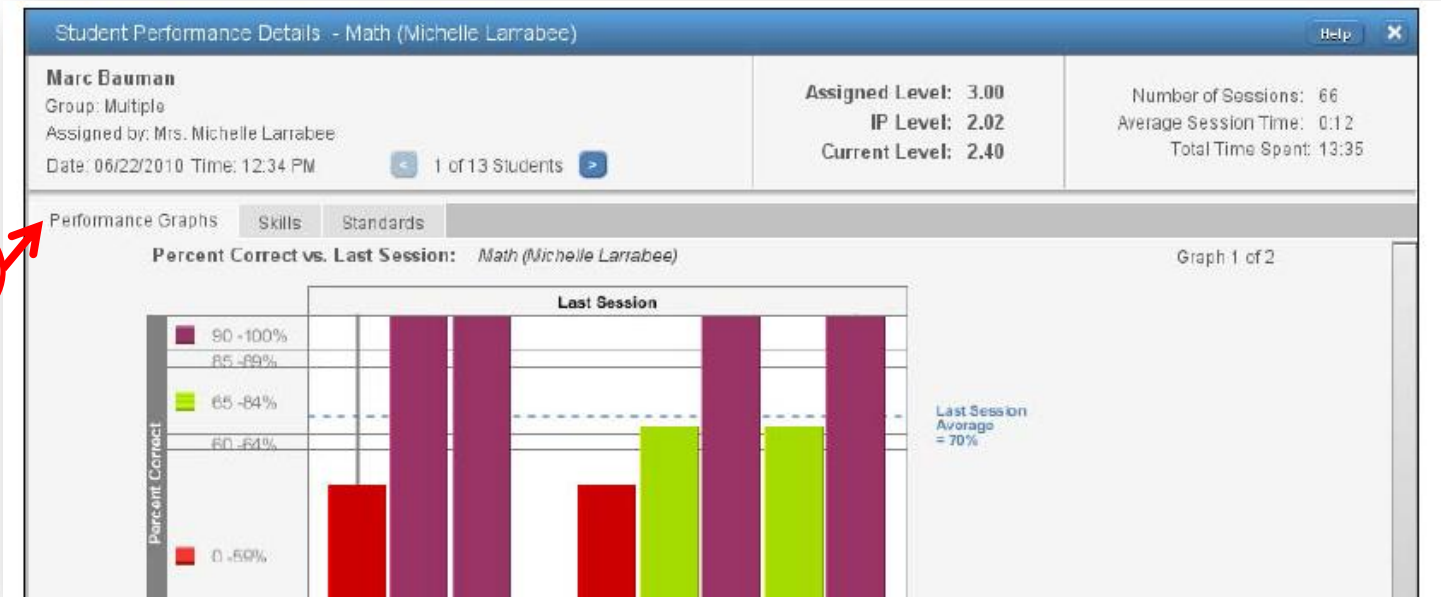 Student Performance Details - Math (Michelle Larrabee)
Help
Marc Bauman
Group: Multiple
Assigned by: Mrs. Michelle Larrabee
Date: 06/22/2010 Time: 12:34 PM
< 1 of 13 Students >
Assigned Level: 3.00
IP Level: 2.02
Current Level: 2.40
Number of Sessions: 66
Average Session Time: 0:12
Total Time Spent: 13:35
Performance Graphs Skills Standards
Percent Correct vs. Last Session: Math (Michelle Larrabee)
Graph 1 of 2
Last Session
Percent Correct
90 -100%
85 -89%
65 -84%
60 -64%
0 -59%
Last Session
Average
= 70%